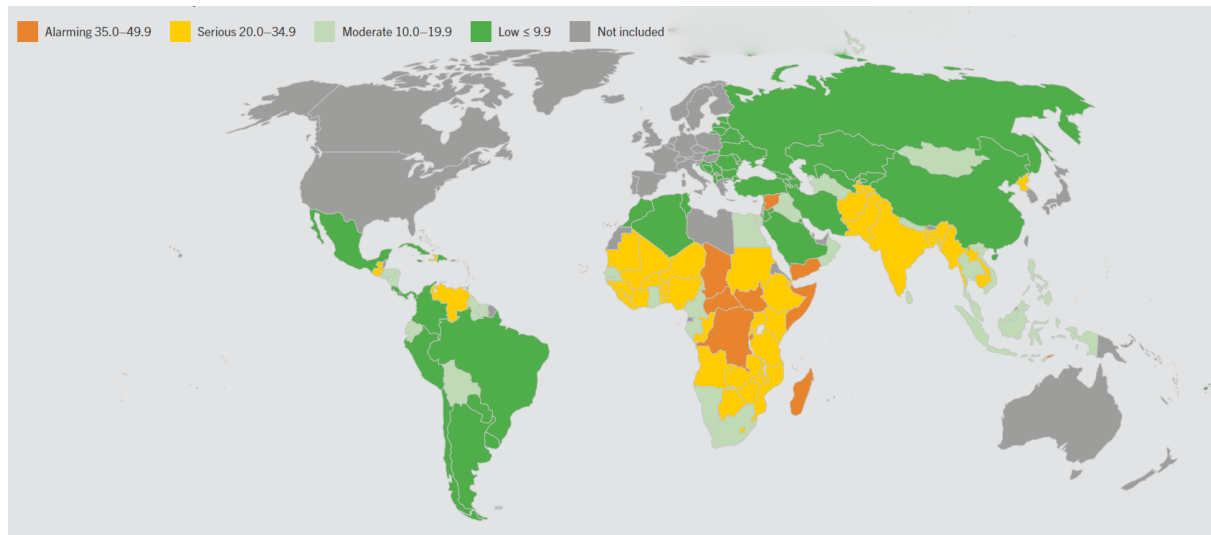 Alarming 35.0–49.9 Serious 20.0–34.9 Moderate 10.0–19.9 Low ≤ 9.9 Not included